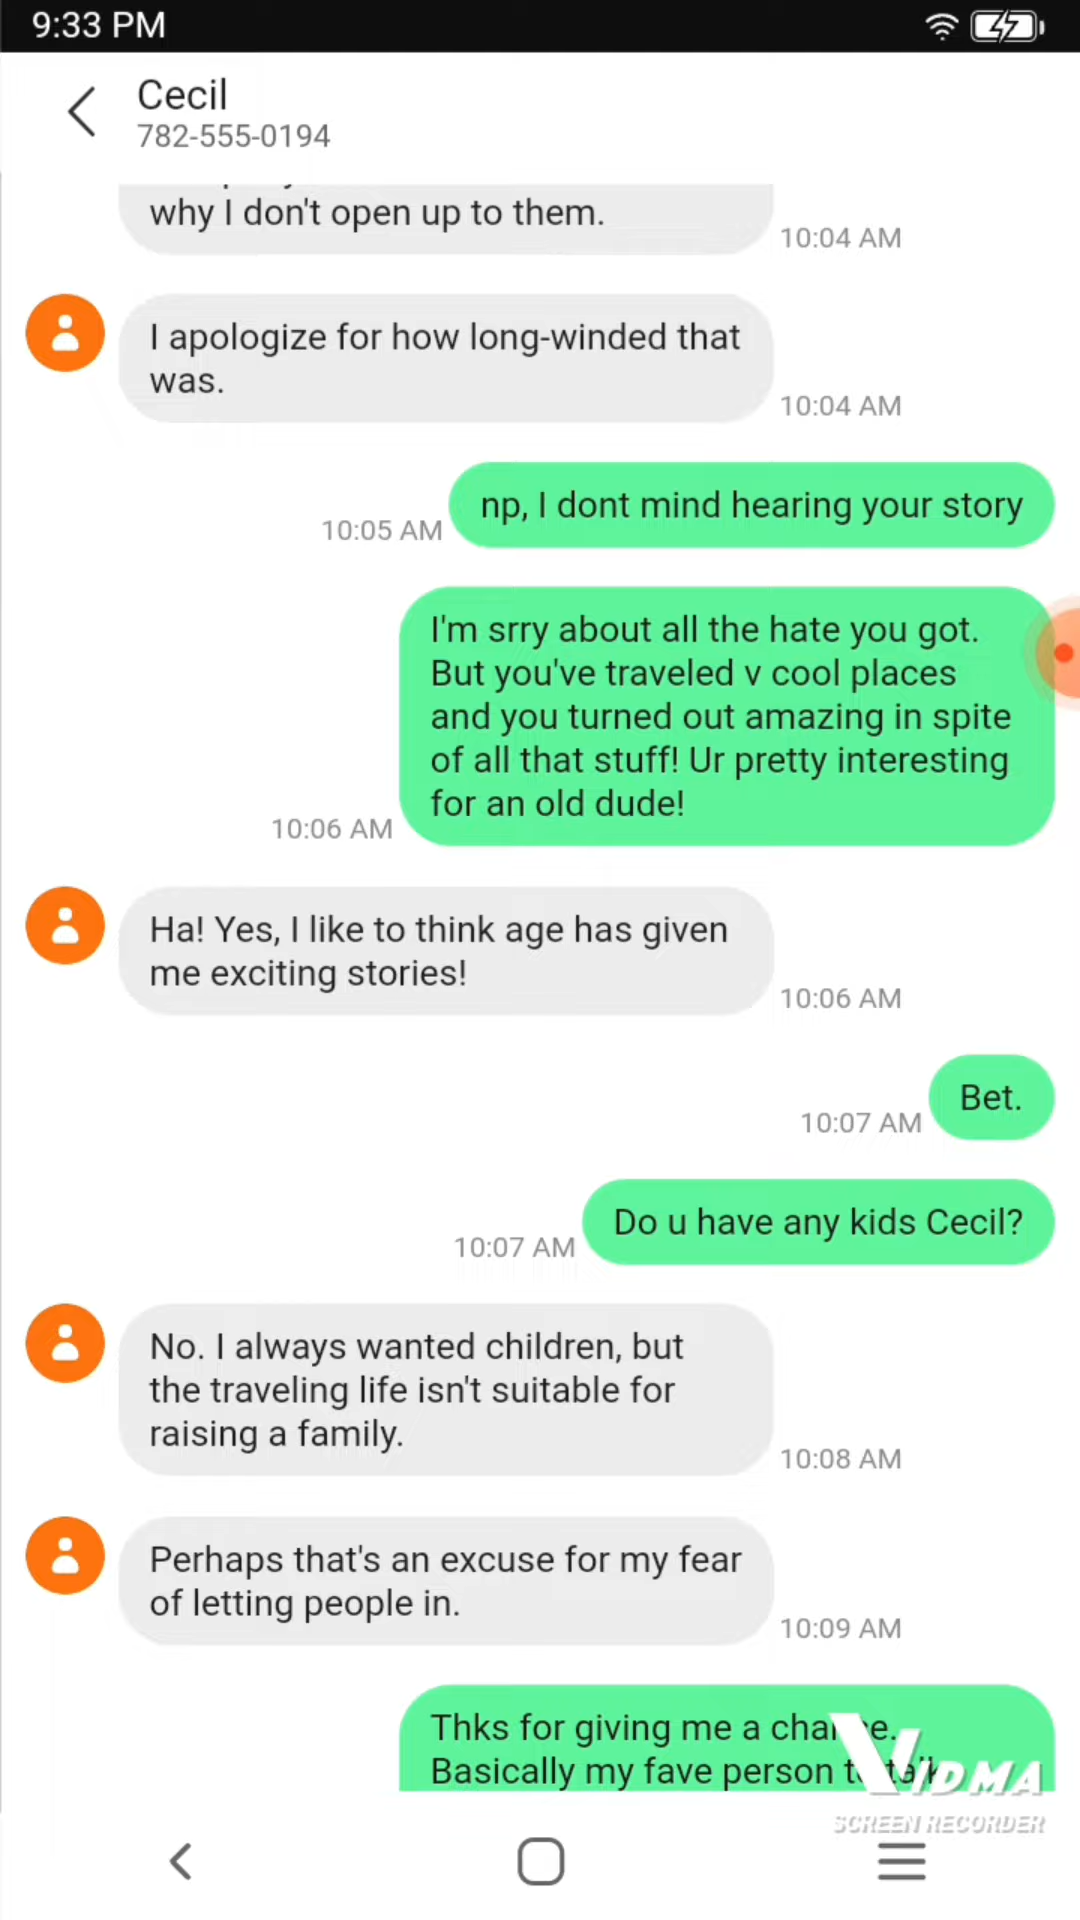 9:33 PM
Cecil
782-555-0194
why I don't open up to them.
10:04 AM
I apologize for how long-winded that
was.
10:04 AM
np, I dont mind hearing your story
10:05 AM
I'm srry about all the hate you got.
But you've traveled v cool places
and you turned out amazing in spite
of all that stuff! Ur pretty interesting
for an old dude!
10:06 AM
Ha! Yes, I like to think age has given
me exciting stories!
10:06 AM
Bet.
10:07 AM
Do u have any kids Cecil?
10:07 AM
No. I always wanted children, but
the traveling life isn't suitable for
raising a family.
10:08 AM
Perhaps that's an excuse for my fear
of letting people in.
10:09 AM
Thks for giving me a chance.
Basically my fave person to talk
VIDMA
SCREEN RECORDER